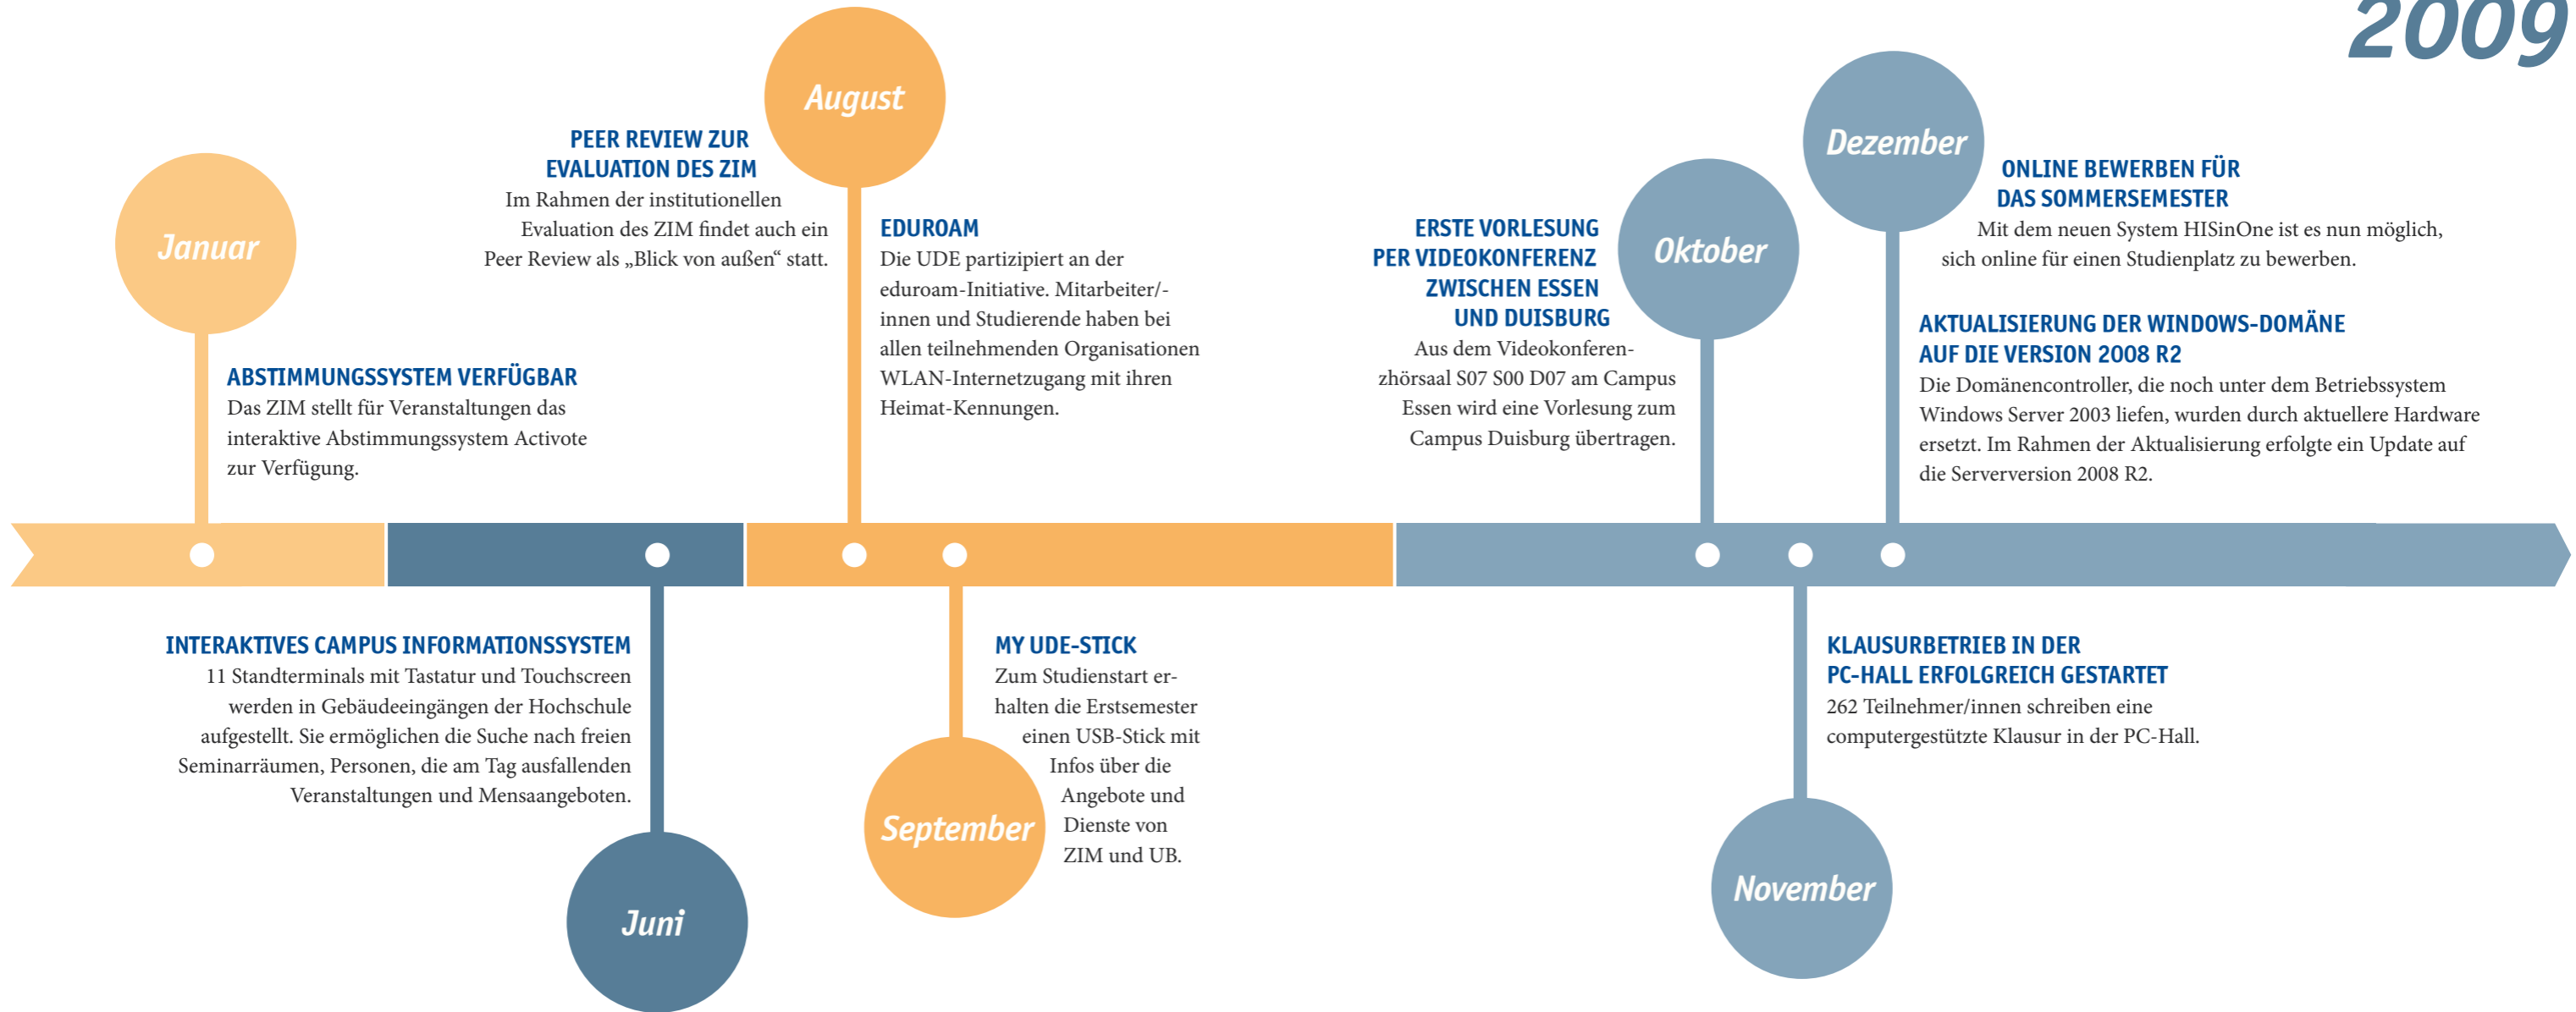 2009
Januar
ABSTIMMUNGSSYSTEM VERFÜGBAR
Das ZIM stellt für Veranstaltungen das
interaktive Abstimmungssystem Activote
zur Verfügung.
INTERAKTIVES CAMPUS INFORMATIONSSYSTEM
11 Standterminals mit Tastatur und Touchscreen
werden in Gebäudeeingängen der Hochschule
aufgestellt. Sie ermöglichen die Suche nach freien
Seminarräumen, Personen, die am Tag ausfallenden
Veranstaltungen und Mensaangeboten.
Juni
August
PEER REVIEW ZUR
EVALUATION DES ZIM
Im Rahmen der institutionellen
Evaluation des ZIM findet auch ein
Peer Review als „Blick von außen“ statt.
EDUROAM
Die UDE partizipiert an der
eduroam-Initiative. Mitarbeiter/-
innen und Studierende haben bei
allen teilnehmenden Organisationen
WLAN-Internetzugang mit ihren
Heimat-Kennungen.
MY UDE-STICK
Zum Studienstart er-
halten die Erstsemester
einen USB-Stick mit
Infos über die
Angebote und
Dienste von
ZIM und UB.
September
ERSTE VORLESUNG
PER VIDEOKONFERENZ
ZWISCHEN ESSEN
UND DUISBURG
Aus dem Videokonferen-
zhörsaal S07 S00 D07 am Campus
Essen wird eine Vorlesung zum
Campus Duisburg übertragen.
Oktober
KLAUSURBETRIEB IN DER
PC-HALL ERFOLGREICH GESTARTET
262 Teilnehmer/innen schreiben eine
computergestützte Klausur in der PC-Hall.
November
Dezember
ONLINE BEWERBEN FÜR
DAS SOMMERSEMESTER
Mit dem neuen System HISinOne ist es nun möglich,
sich online für einen Studienplatz zu bewerben.
AKTUALISIERUNG DER WINDOWS-DOMÄNE
AUF DIE VERSION 2008 R2
Die Domänencontroller, die noch unter dem Betriebssystem
Windows Server 2003 liefen, wurden durch aktuellere Hardware
ersetzt. Im Rahmen der Aktualisierung erfolgte ein Update auf
die Serverversion 2008 R2.